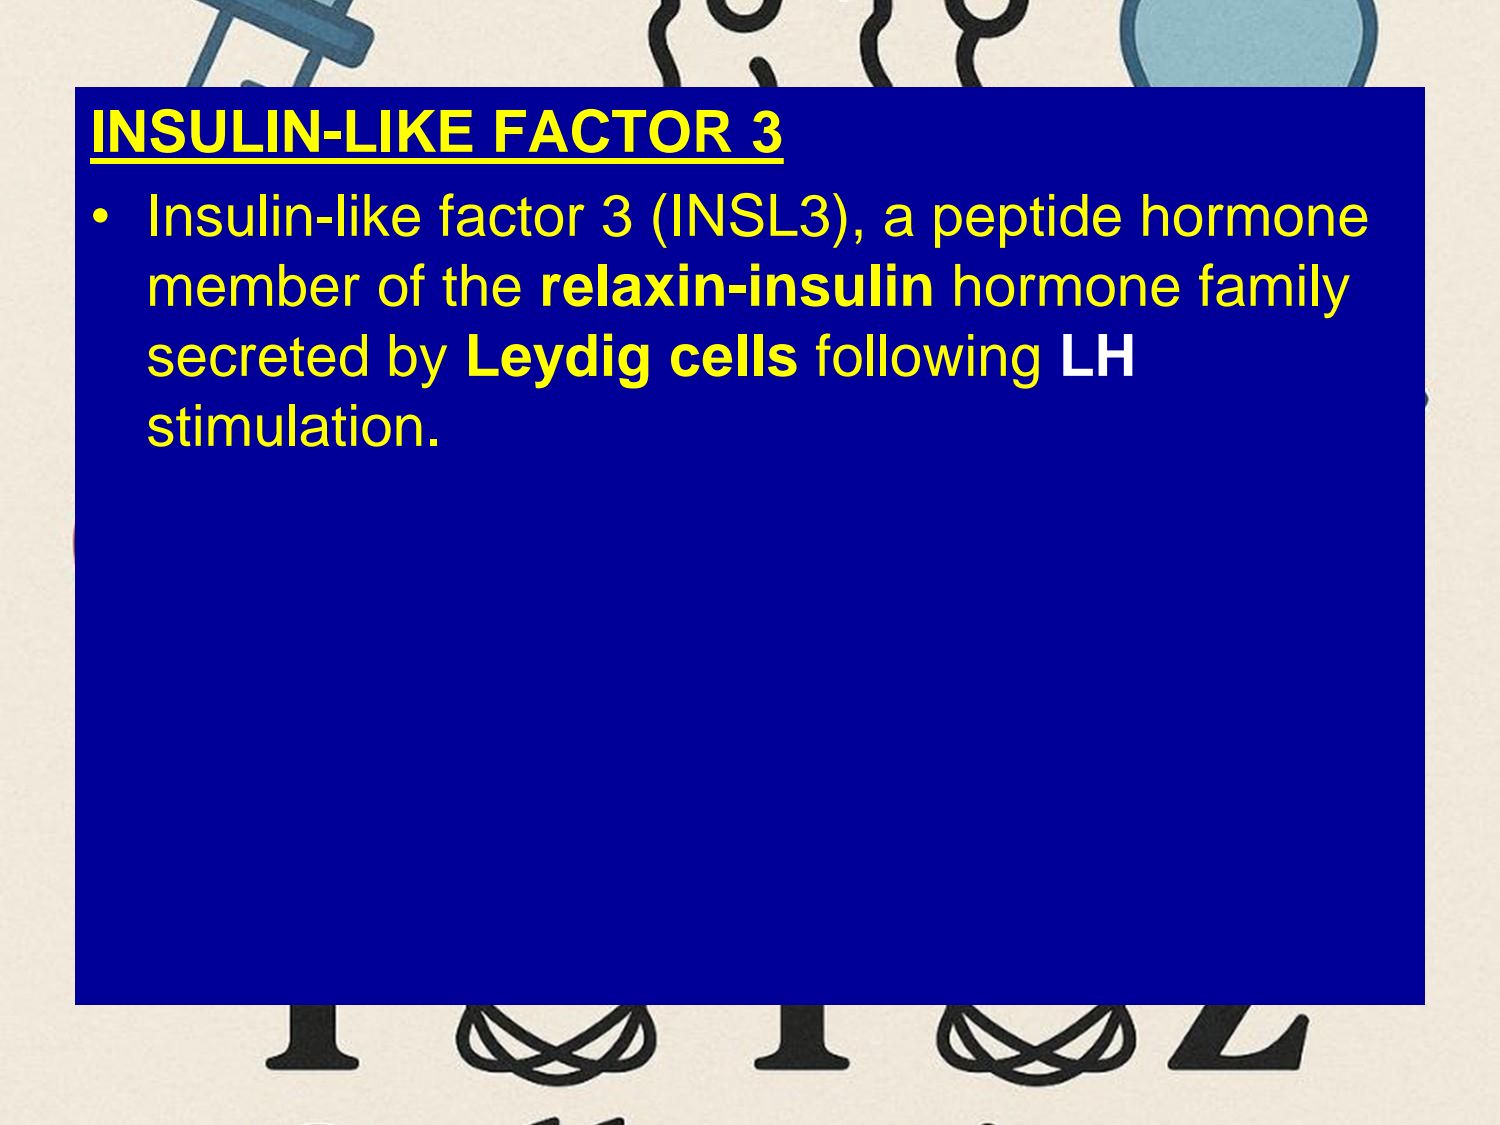 INSULIN-LIKE FACTOR 3
• Insulin-like factor 3 (INSL3), a peptide hormone
member of the relaxin-insulin hormone family
secreted by Leydig cells following LH
stimulation.